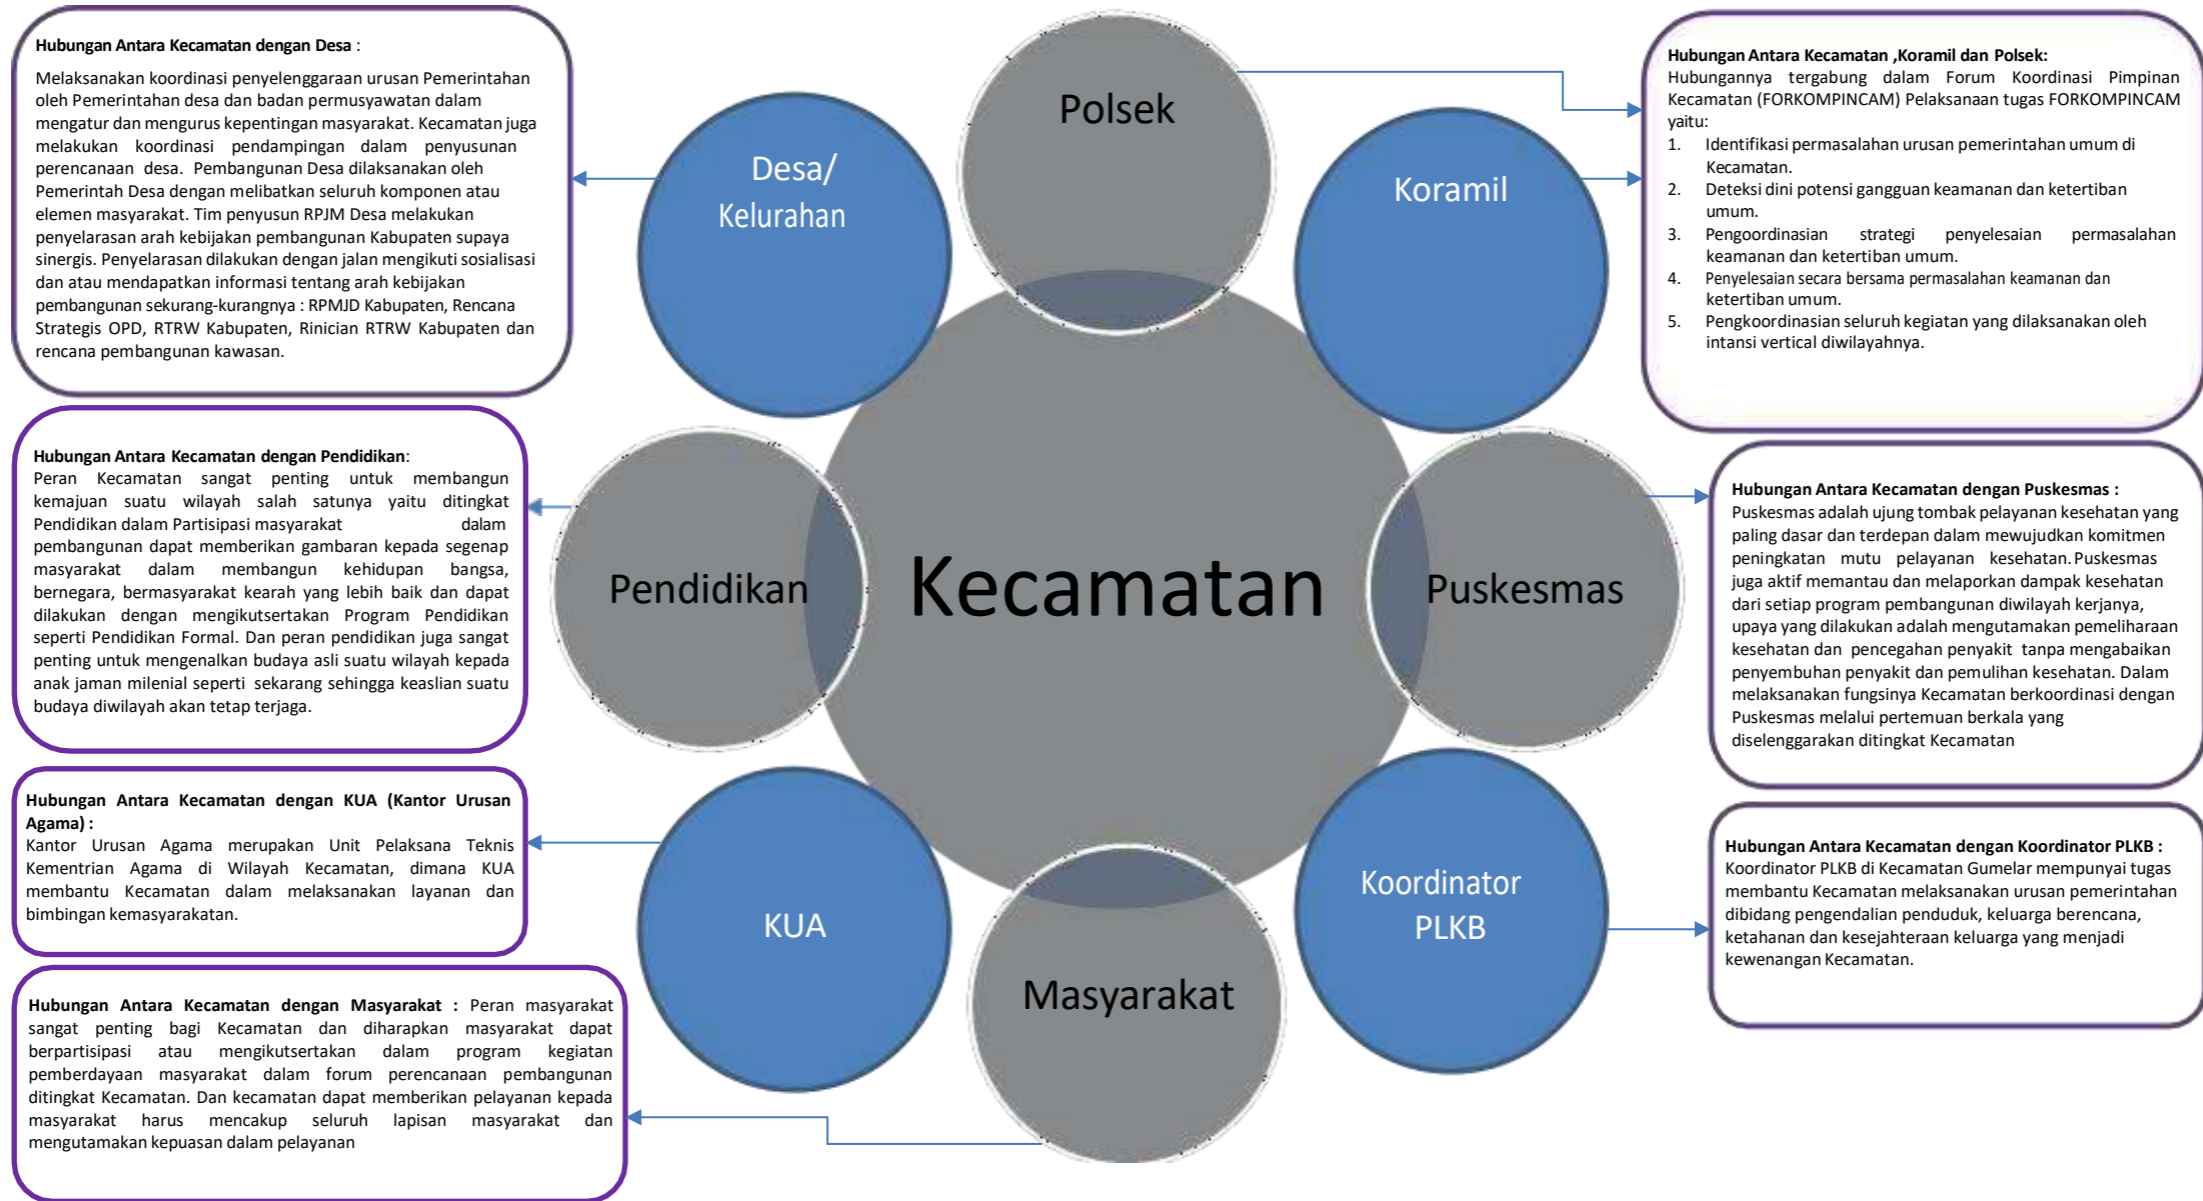 Hubungan Antara Kecamatan dengan Desa :
Melaksanakan koordinasi penyelenggaraan urusan Pemerintahan
oleh Pemerintahan desa dan badan permusyawatan dalam
mengatur dan mengurus kepentingan masyarakat. Kecamatan juga
melakukan koordinasi pendampingan dalam penyusunan
perencanaan desa. Pembangunan Desa dilaksanakan oleh
Pemerintah Desa dengan melibatkan seluruh komponen atau
elemen masyarakat. Tim penyusun RPJM Desa melakukan
penyelarasan arah kebijakan pembangunan Kabupaten supaya
sinergis. Penyelarasan dilakukan dengan jalan mengikuti sosialisasi
dan atau mendapatkan informasi tentang arah kebijakan
pembangunan sekurang-kurangnya : RPMJD Kabupaten, Rencana
Strategis OPD, RTRW Kabupaten, Rinician RTRW Kabupaten dan
rencana pembangunan kawasan.
Hubungan Antara Kecamatan dengan Pendidikan:
Peran Kecamatan sangat penting untuk membangun
kemajuan suatu wilayah salah satunya yaitu ditingkat
Pendidikan dalam Partisipasi masyarakat dalam
pembangunan dapat memberikan gambaran kepada segenap
masyarakat dalam membangun kehidupan bangsa,
bernegara, bermasyarakat kearah yang lebih baik dan dapat
dilakukan dengan mengikutsertakan Program Pendidikan
seperti Pendidikan Formal. Dan peran pendidikan juga sangat
penting untuk mengenalkan budaya asli suatu wilayah kepada
anak jaman milenial seperti sekarang sehingga keaslian suatu
budaya diwilayah akan tetap terjaga.
Hubungan Antara Kecamatan dengan KUA (Kantor Urusan
Agama) :
Kantor Urusan Agama merupakan Unit Pelaksana Teknis
Kementrian Agama di Wilayah Kecamatan, dimana KUA
membantu Kecamatan dalam melaksanakan layanan dan
bimbingan kemasyarakatan.
Hubungan Antara Kecamatan dengan Masyarakat : Peran masyarakat
sangat penting bagi Kecamatan dan diharapkan masyarakat dapat
berpartisipasi atau mengikutsertakan dalam program kegiatan
pemberdayaan masyarakat dalam forum perencanaan pembangunan
ditingkat Kecamatan. Dan kecamatan dapat memberikan pelayanan kepada
masyarakat harus mencakup seluruh lapisan masyarakat dan
mengutamakan kepuasan dalam pelayanan
Polsek
Desa/
Kelurahan
Koramil
Pendidikan
Kecamatan
Puskesmas
KUA
Koordinator
PLKB
Masyarakat
Hubungan Antara Kecamatan ,Koramil dan Polsek:
Hubungannya tergabung dalam Forum Koordinasi Pimpinan
Kecamatan (FORKOMPINCAM) Pelaksanaan tugas FORKOMPINCAM
yaitu:
1. Identifikasi permasalahan urusan pemerintahan umum di
Kecamatan.
2. Deteksi dini potensi gangguan keamanan dan ketertiban
umum.
3. Pengoordinasian strategi penyelesaian permasalahan
keamanan dan ketertiban umum.
4. Penyelesaian secara bersama permasalahan keamanan dan
ketertiban umum.
5. Pengkoordinasian seluruh kegiatan yang dilaksanakan oleh
intansi vertical diwilayahnya.
Hubungan Antara Kecamatan dengan Puskesmas :
Puskesmas adalah ujung tombak pelayanan kesehatan yang
paling dasar dan terdepan dalam mewujudkan komitmen
peningkatan mutu pelayanan kesehatan. Puskesmas
juga aktif memantau dan melaporkan dampak kesehatan
dari setiap program pembangunan diwilayah kerjanya,
upaya yang dilakukan adalah mengutamakan pemeliharaan
kesehatan dan pencegahan penyakit tanpa mengabaikan
penyembuhan penyakit dan pemulihan kesehatan. Dalam
melaksanakan fungsinya Kecamatan berkoordinasi dengan
Puskesmas melalui pertemuan berkala yang
diselenggarakan ditingkat Kecamatan
Hubungan Antara Kecamatan dengan Koordinator PLKB :
Koordinator PLKB di Kecamatan Gumelar mempunyai tugas
membantu Kecamatan melaksanakan urusan pemerintahan
dibidang pengendalian penduduk, keluarga berencana,
ketahanan dan kesejahteraan keluarga yang menjadi
kewenangan Kecamatan.